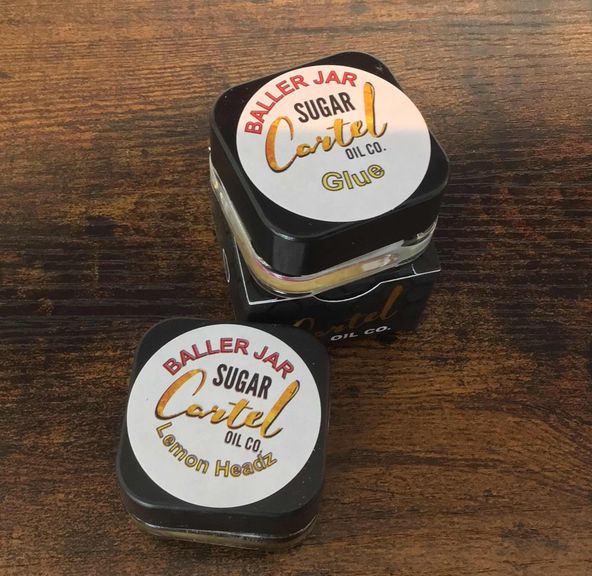 BALLER JAR
SUGAR
Cartel
OIL CO.
Glue
Cartel
OIL CO.
BALLER JAR
SUGAR
Cartel
OIL CO.
Lemon Headz